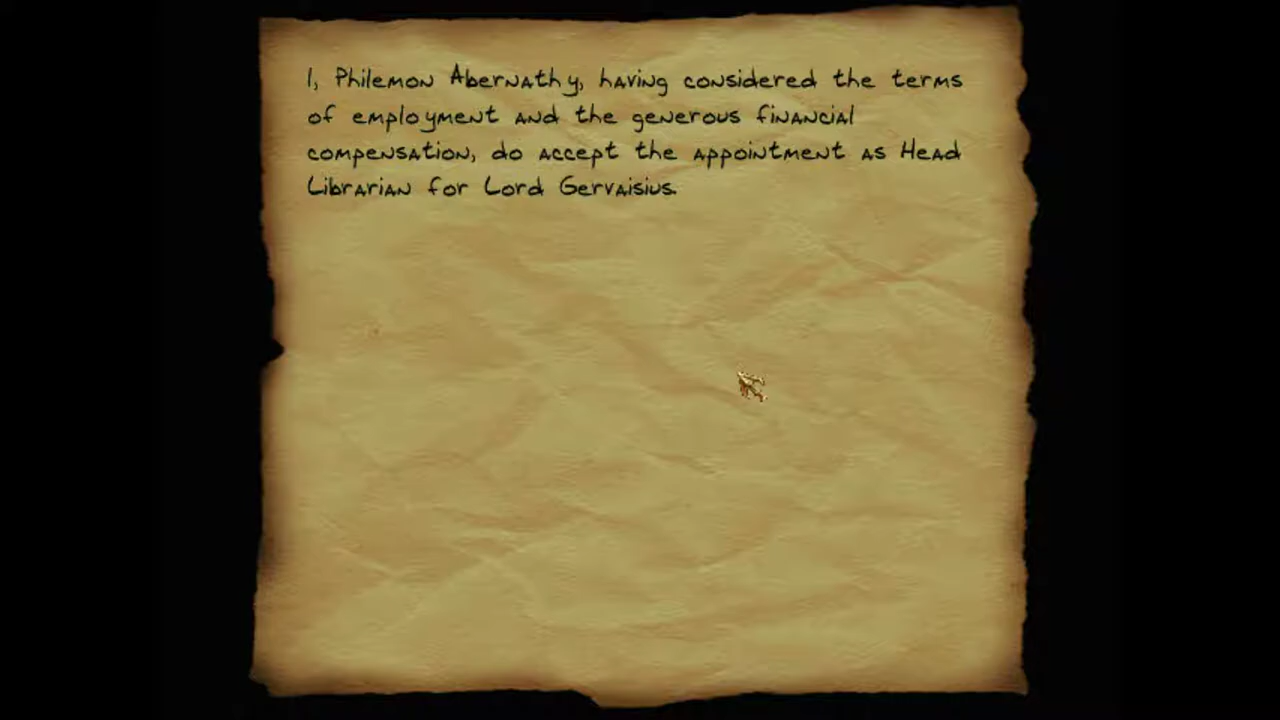 I, Philemon Abernathy, having considered the terms
of employment and the generous financial
compensation, do accept the appointment as Head
Librarian for Lord Gervaisius.